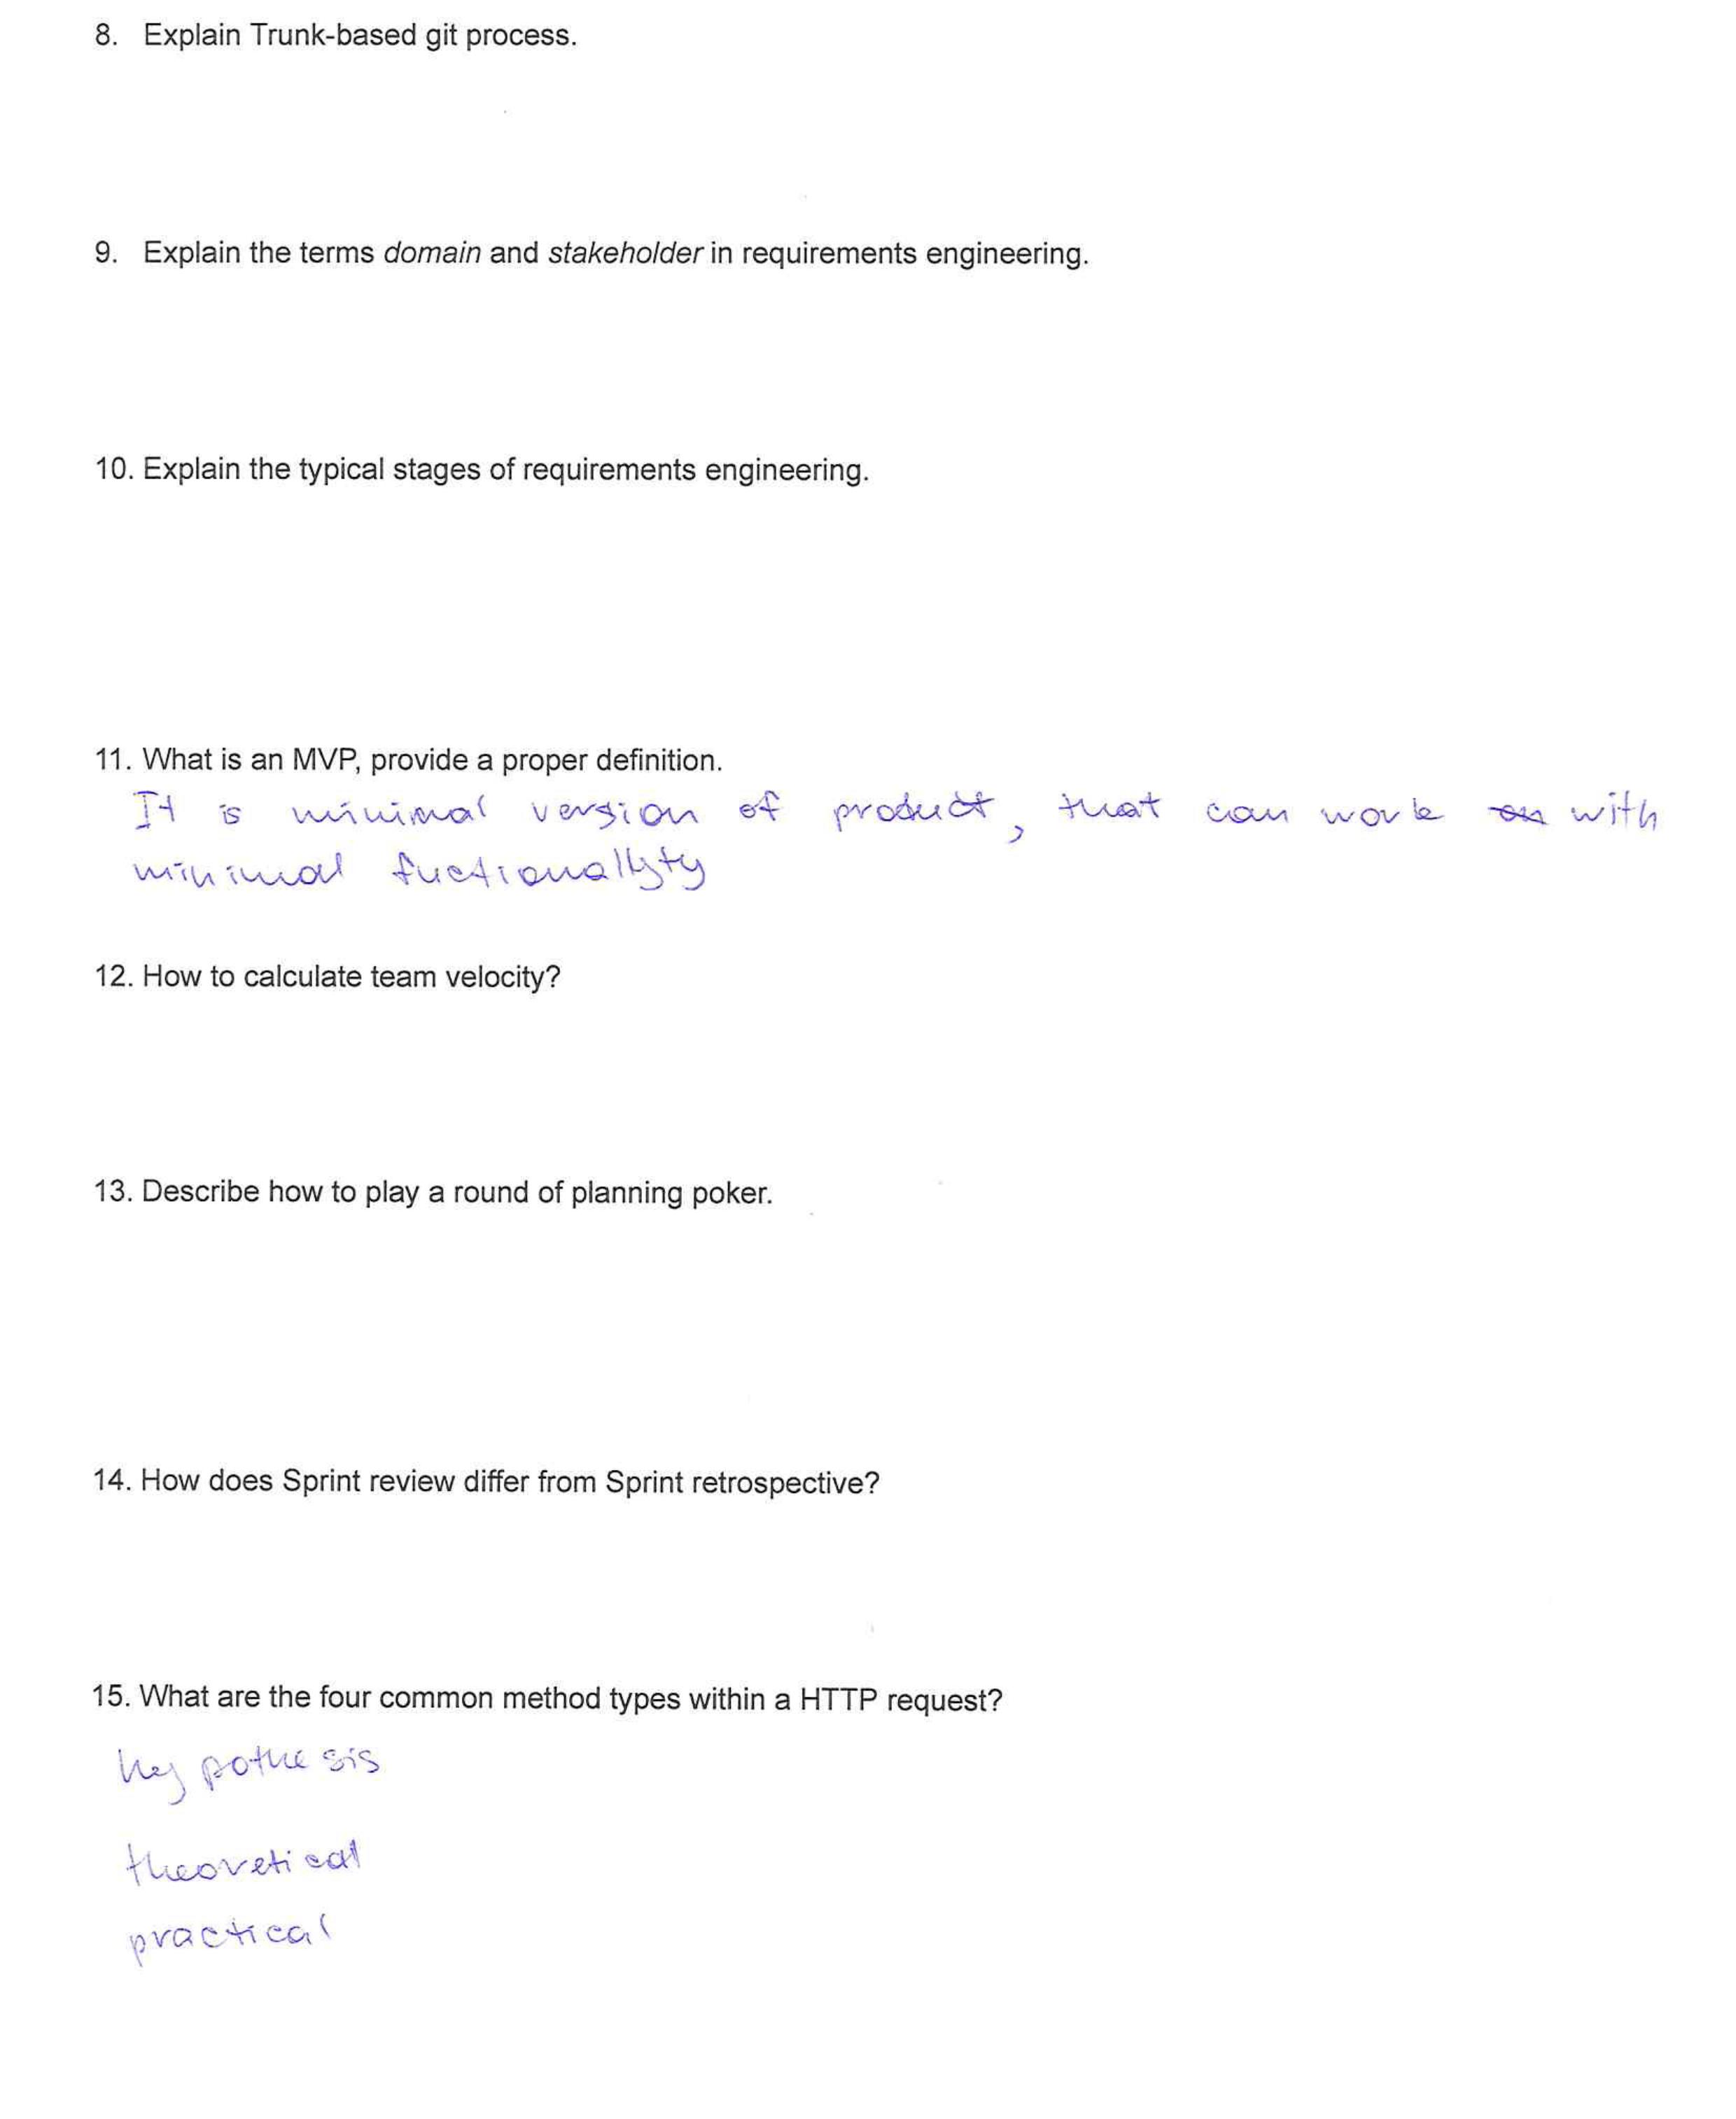 8. Explain Trunk-based git process.
9. Explain the terms domain and stakeholder in requirements engineering.
10. Explain the typical stages of requirements engineering.
11. What is an MVP, provide a proper definition.
It is minimal version of product, that can work on with
minimal fuctionallyty
12. How to calculate team velocity?
13. Describe how to play a round of planning poker.
14. How does Sprint review differ from Sprint retrospective?
15. What are the four common method types within a HTTP request?
hypothesis
theoretical
practical